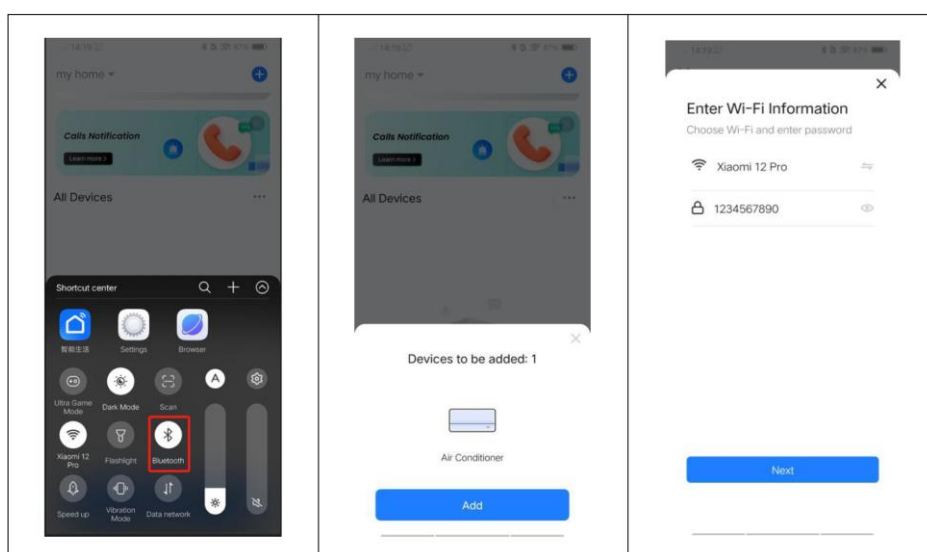 14:19
my home
Calls Notification
Learn more >
All Devices
Shortcut center
智能生活
Settings
Browser
Ultra Game
Mode
Dark Mode
Scan
A
Xiaomi 12
Pro
Flashlight
Bluetooth
Speed up
Vibration
Mode
Data network
my home
Calls Notification
Learn more >
All Devices
Devices to be added: 1
Air Conditioner
Add
Enter Wi-Fi Information
Choose Wi-Fi and enter password
Xiaomi 12 Pro
1234567890
Next